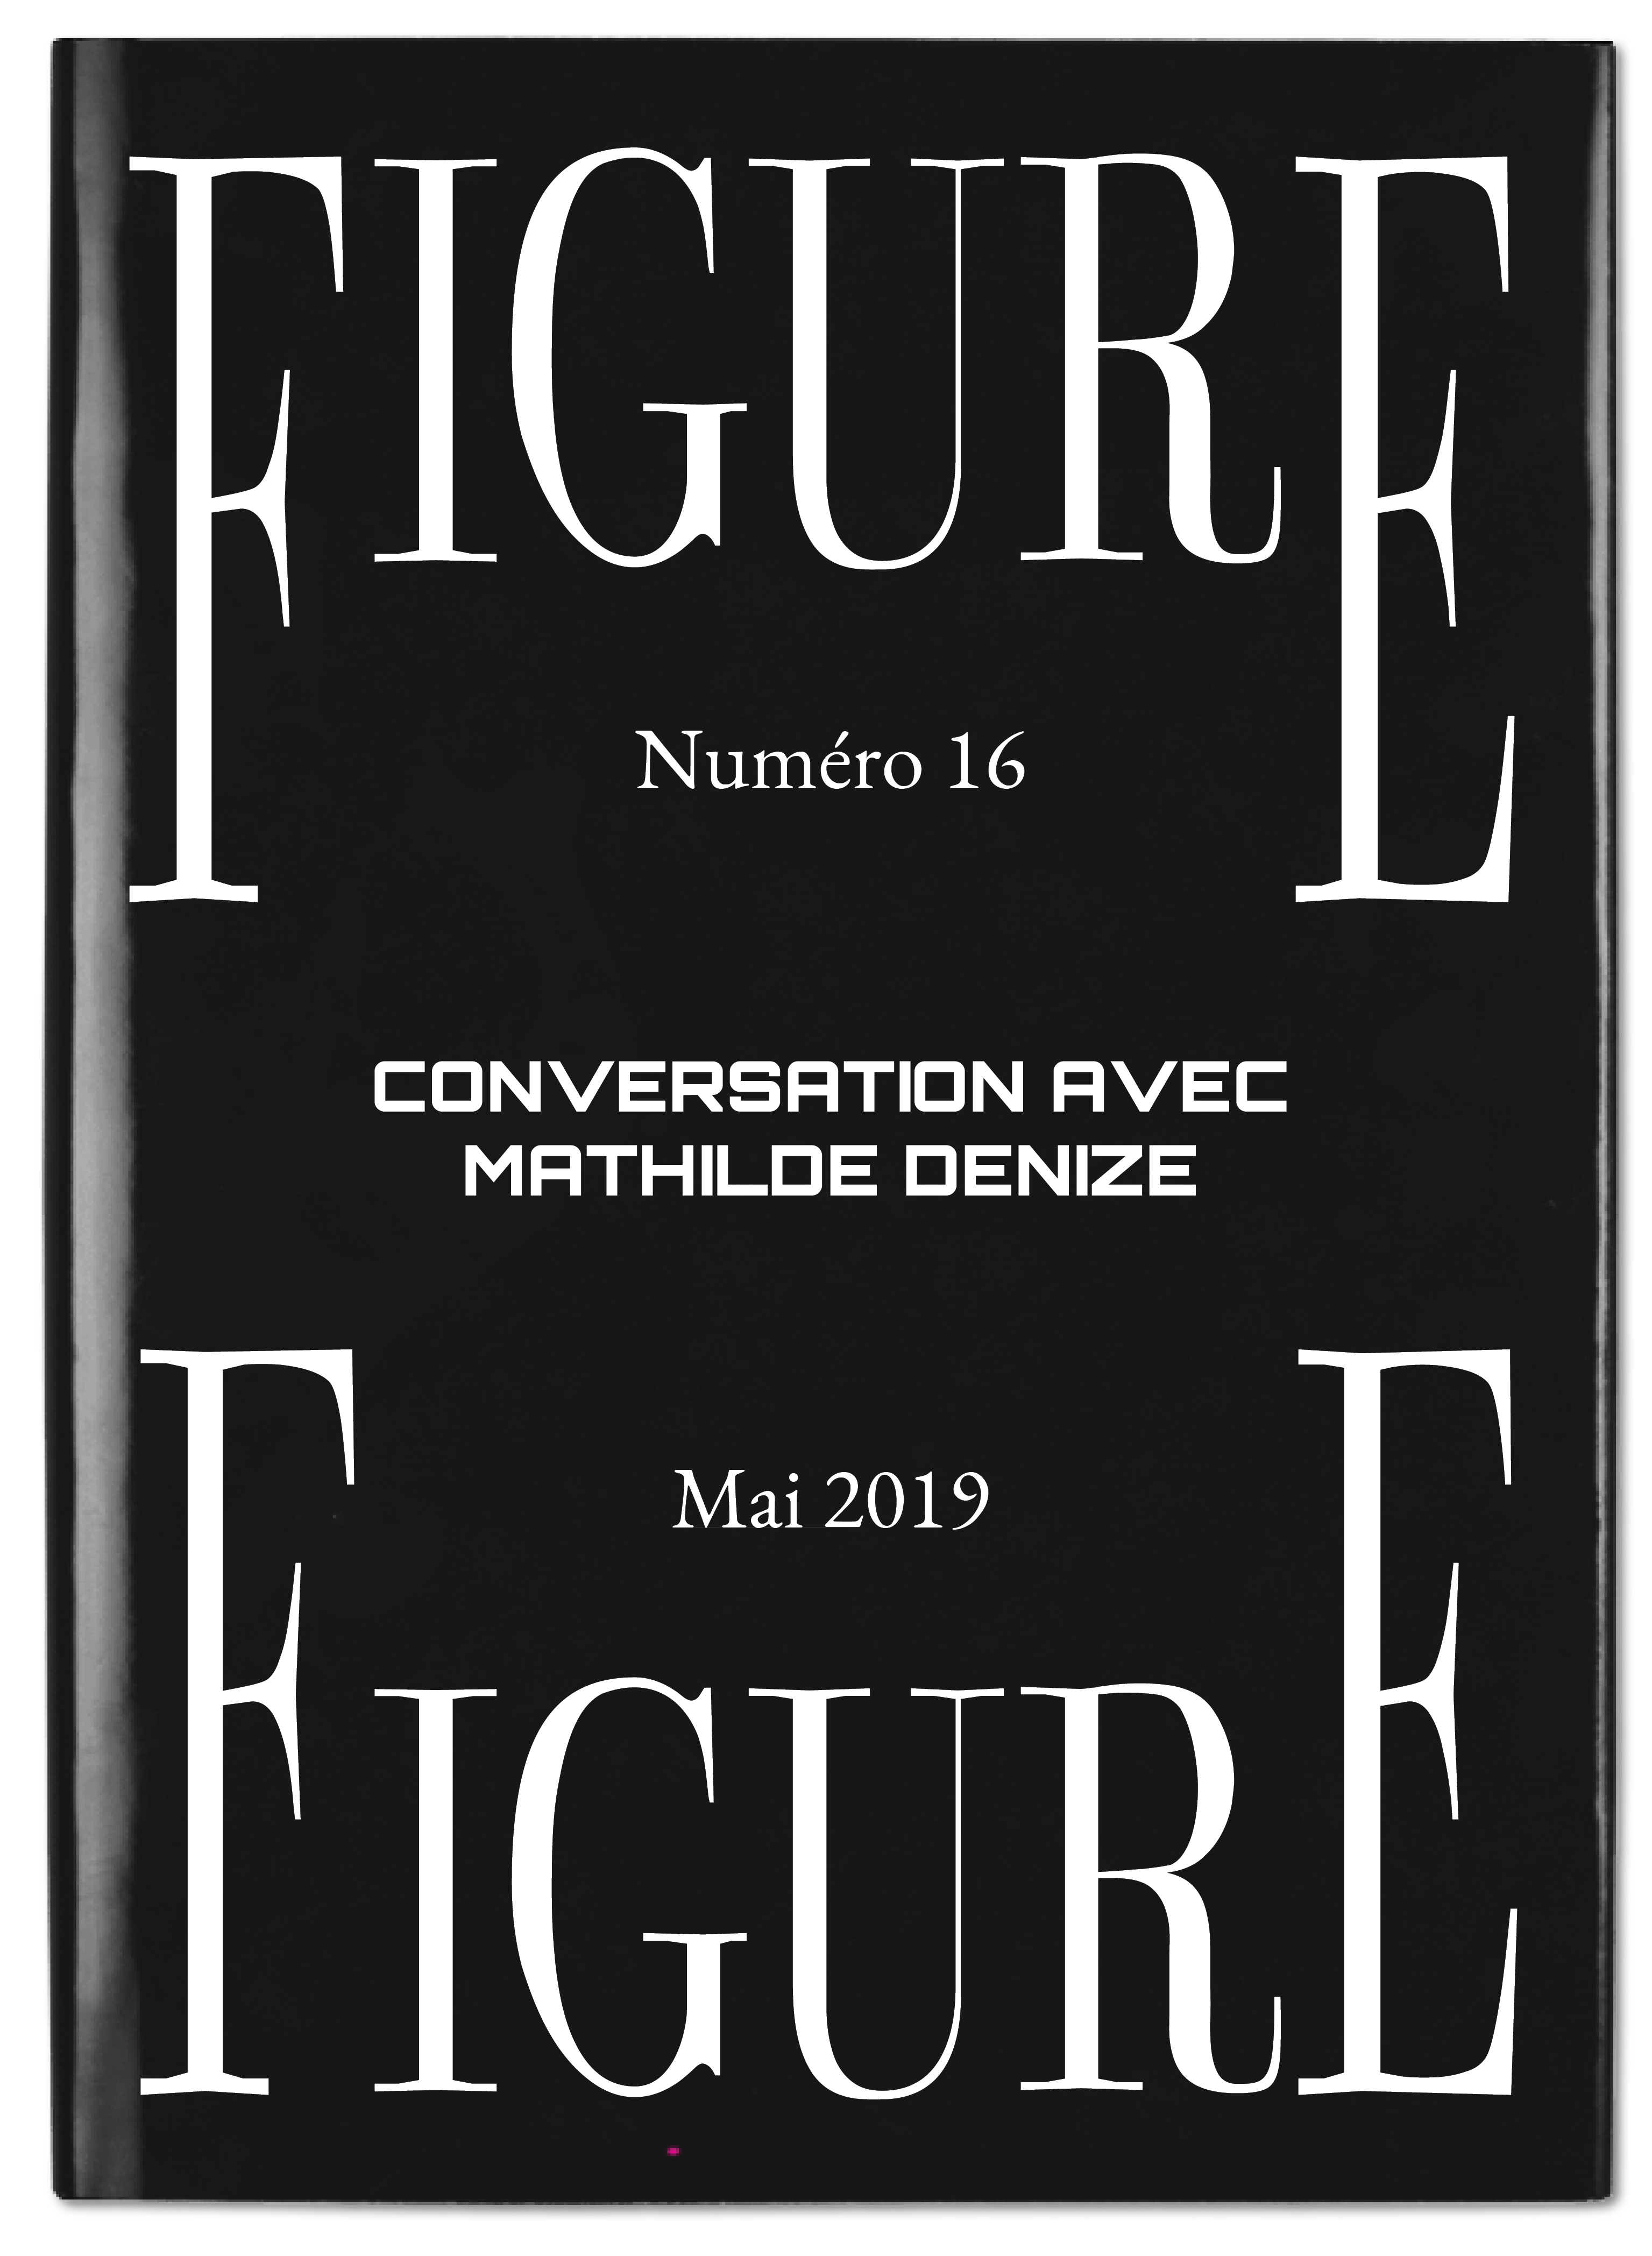 FIGURE
Numéro 16
CONVERSATION AVEC
MATHILDE DENIZE
Mai 2019
FIGURE